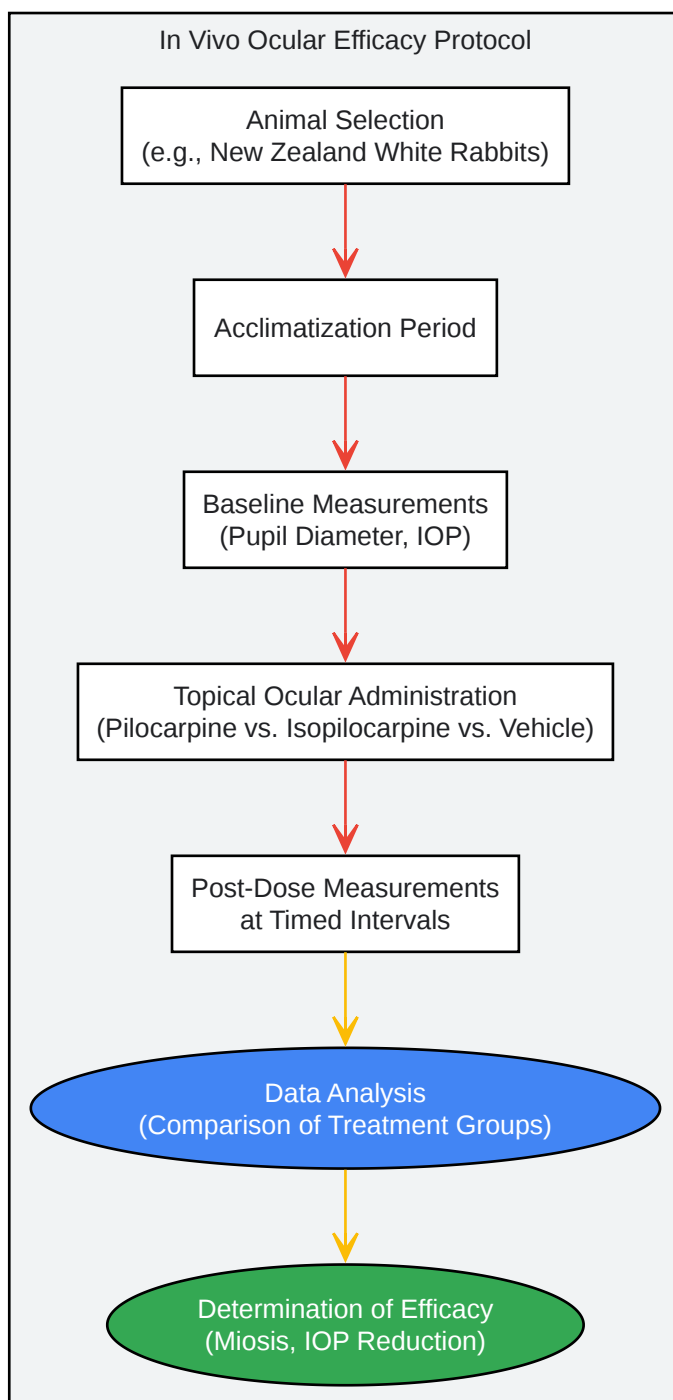 In Vivo Ocular Efficacy Protocol
Animal Selection
(e.g., New Zealand White Rabbits)
Acclimatization Period
Baseline Measurements
(Pupil Diameter, IOP)
Topical Ocular Administration
(Pilocarpine vs. Isopilocarpine vs. Vehicle)
Post-Dose Measurements
at Timed Intervals
Data Analysis
(Comparison of Treatment Groups)
Determination of Efficacy
(Miosis, IOP Reduction)